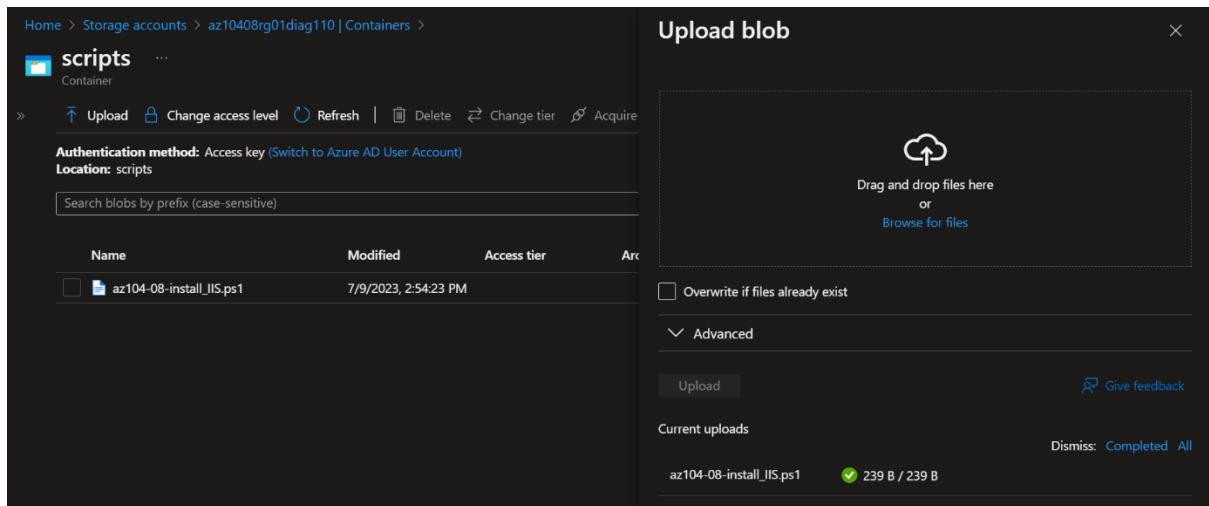 Home > Storage accounts > az10408rg01diag110 | Containers >
scripts ...
Container
» Upload Change access level Refresh | Delete Change tier Acquire
Authentication method: Access key (Switch to Azure AD User Account)
Location: scripts
Search blobs by prefix (case-sensitive)
Name Modified Access tier Arc
az104-08-install_IIS.ps1 7/9/2023, 2:54:23 PM
Upload blob
Drag and drop files here
or
Browse for files
Overwrite if files already exist
Advanced
Upload Give feedback
Current uploads
Dismiss: Completed All
az104-08-install_IIS.ps1 239 B / 239 B